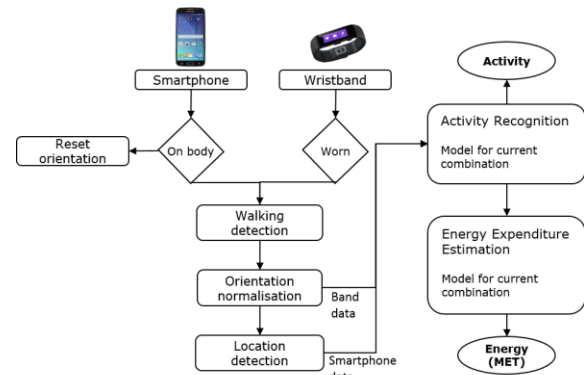 Smartphone
Wristband
Activity
Reset
orientation
On body
Worn
Activity Recognition
Model for current
combination
Walking
detection
Energy Expenditure
Estimation
Model for current
combination
Orientation
normalisation
Band
data
Location
detection
Smartphone
data
Energy
(MET)